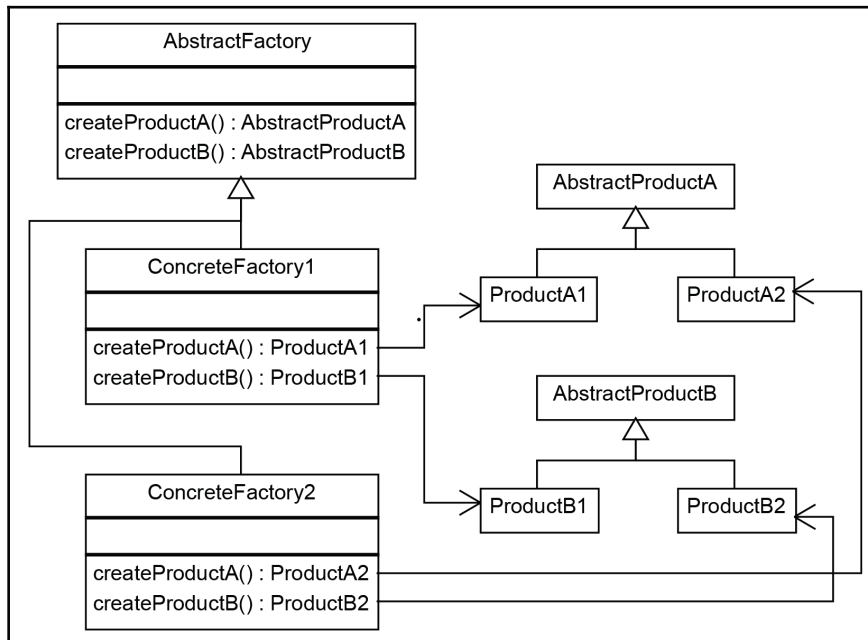 AbstractFactory
createProductA() : AbstractProductA
createProductB() : AbstractProductB
AbstractProductA
ConcreteFactory1
ProductA1
ProductA2
createProductA() : ProductA1
createProductB() : ProductB1
AbstractProductB
ConcreteFactory2
ProductB1
ProductB2
createProductA() : ProductA2
createProductB() : ProductB2